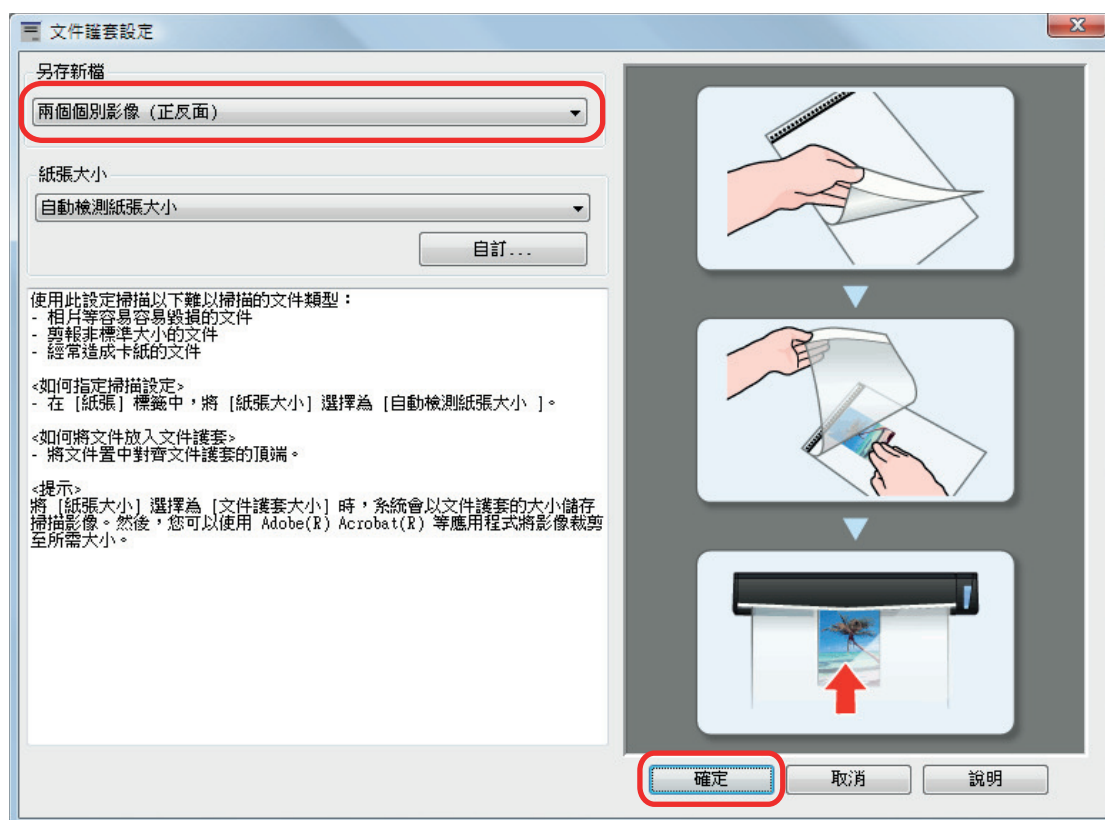 文件護套設定
另存新檔
兩個個別影像 (正反面)
紙張大小
自動檢測紙張大小
自訂...
使用此設定掃描以下難以掃描的文件類型：
- 相片等容易容易毀損的文件
- 剪報非標準大小的文件
- 經常造成卡紙的文件
<如何指定掃描設定>
- 在 [紙張] 標籤中，將 [紙張大小] 選擇為 [自動檢測紙張大小 ]。
<如何將文件放入文件護套>
- 將文件置中對齊文件護套的頂端。
<提示>
將 [紙張大小] 選擇為 [文件護套大小] 時，系統會以文件護套的大小儲存
掃描影像。然後，您可以使用 Adobe(R) Acrobat(R) 等應用程式將影像裁剪
至所需大小。
確定
取消
說明